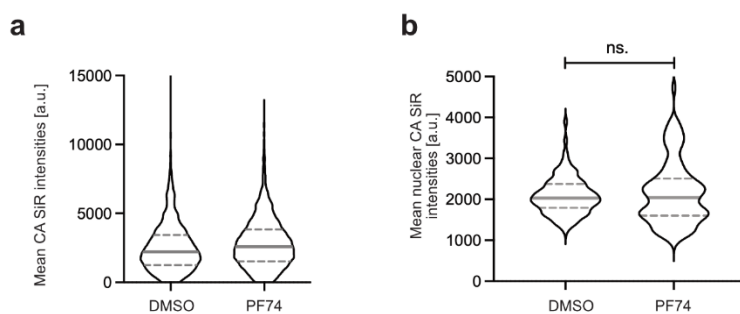 a
Mean CA SiR intensities [a.u.]
15000
10000
5000
0
DMSO
PF74
b
ns.
Mean nuclear CA SiR
intensities [a.u.]
5000
4000
3000
2000
1000
0
DMSO
PF74